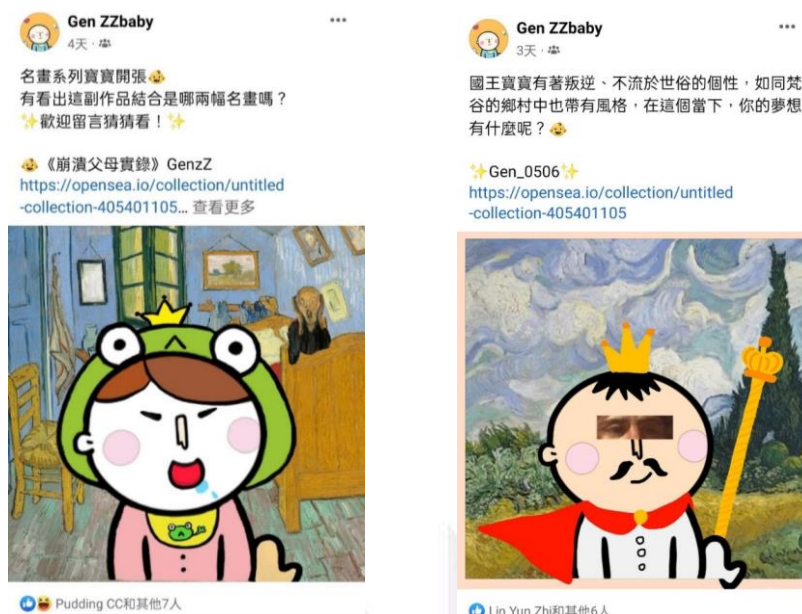 Gen ZZbaby
4天
名畫系列寶寶開張
有看出這副作品結合是哪兩幅名畫嗎？
歡迎留言猜猜看！
《崩潰父母實錄》GenzZ
https://opensea.io/collection/untitled
-collection-405401105... 查看更多
Pudding CC和其他7人
Gen ZZbaby
3天
國王寶寶有著叛逆、不流於世俗的個性，如同梵
谷的鄉村中也帶有風格，在這個當下，你的夢想
有什麼呢？
Gen_0506
https://opensea.io/collection/untitled
-collection-405401105
Lin Yun Zhi和其他6人